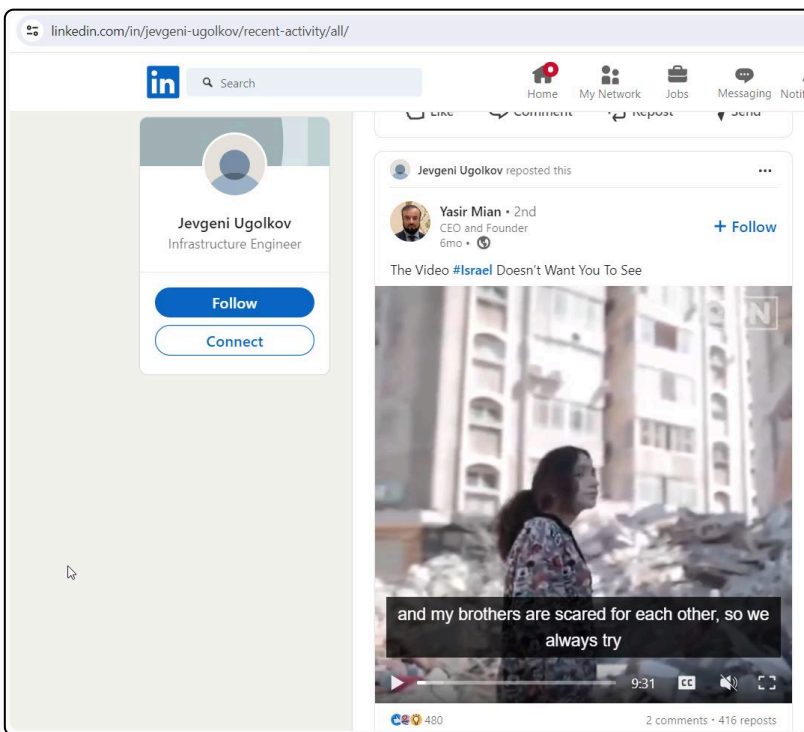 linkedin.com/in/jevgeni-ugolkov/recent-activity/all/
in
Search
Home
My Network
Jobs
Messaging
Like
Comment
Repost
Send
Jevgeni Ugolkov
Infrastructure Engineer
Follow
Connect
Jevgeni Ugolkov reposted this
Yasir Mian • 2nd
CEO and Founder
6mo •
+ Follow
The Video #Israel Doesn't Want You To See
and my brothers are scared for each other, so we
always try
9:31
CC
480
2 comments • 416 reposts